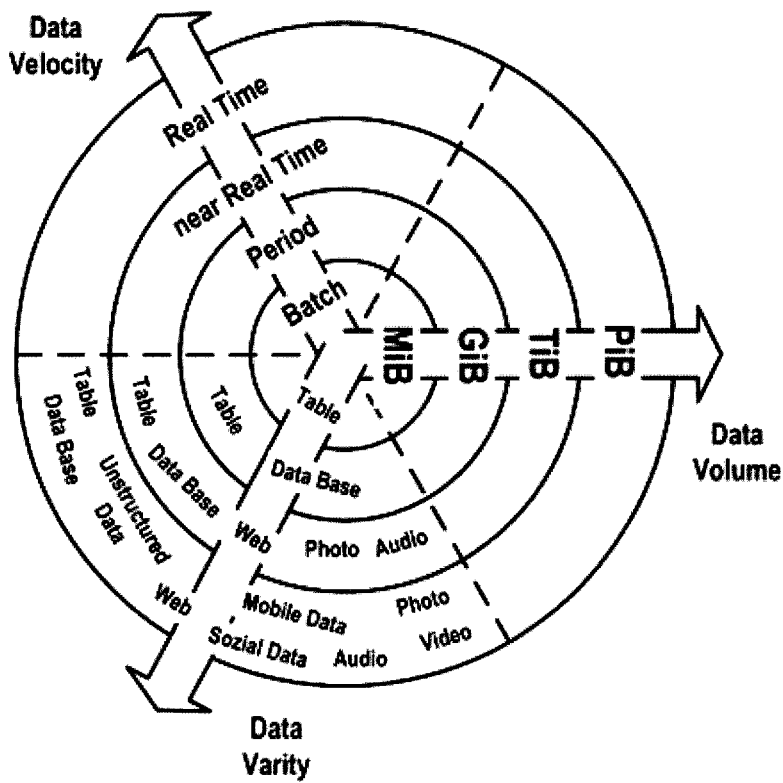 Data
Velocity
Real Time
near Real Time
Period
Batch
MiB
GiB
TiB
PiB
Data
Volume
Table
Table
Table
Table
Data Base
Data Base
Data Base
Unstructured
Data
Web
Photo
Audio
Web
Mobile Data
Photo
Sozial Data
Audio
Video
Data
Varity